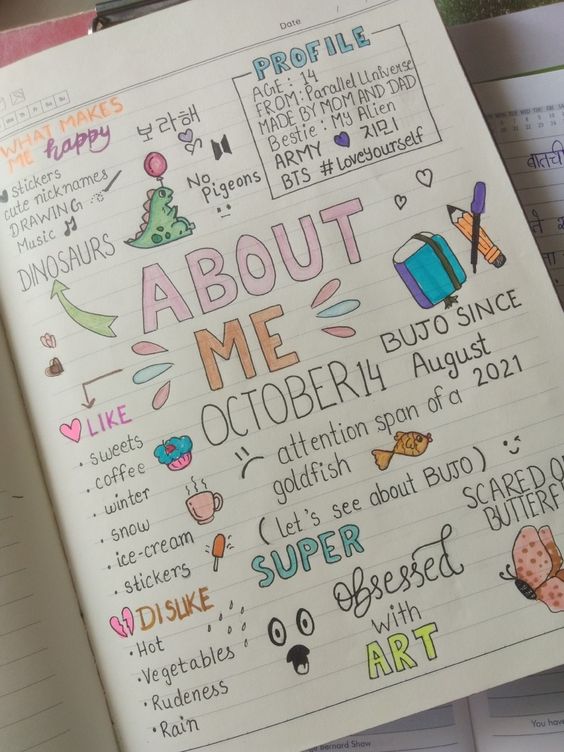 Date
WHAT MAKES
ME happy
stickers
cute nicknames
DRAWING
Music
DINOSAURS
보라해
No
Pigeons
PROFILE
AGE: 14
FROM: Parallel Universe
MADE BY MOM AND DAD
Bestie: My Alien
ARMY 지민
BTS #loveyourself
ABOUT
ME
OCTOBER 14
BUJO SINCE
August
2021
LIKE
• sweets
• coffee
• winter
• snow
• ice-cream
• stickers
attention span of a
goldfish
(let's see about BUJO)
SCARED OF
BUTTERF
SUPER
obsessed
with
ART
DISLIKE
• Hot
• Vegetables
• Rudeness
• Rain
Bernard Shaw
You have